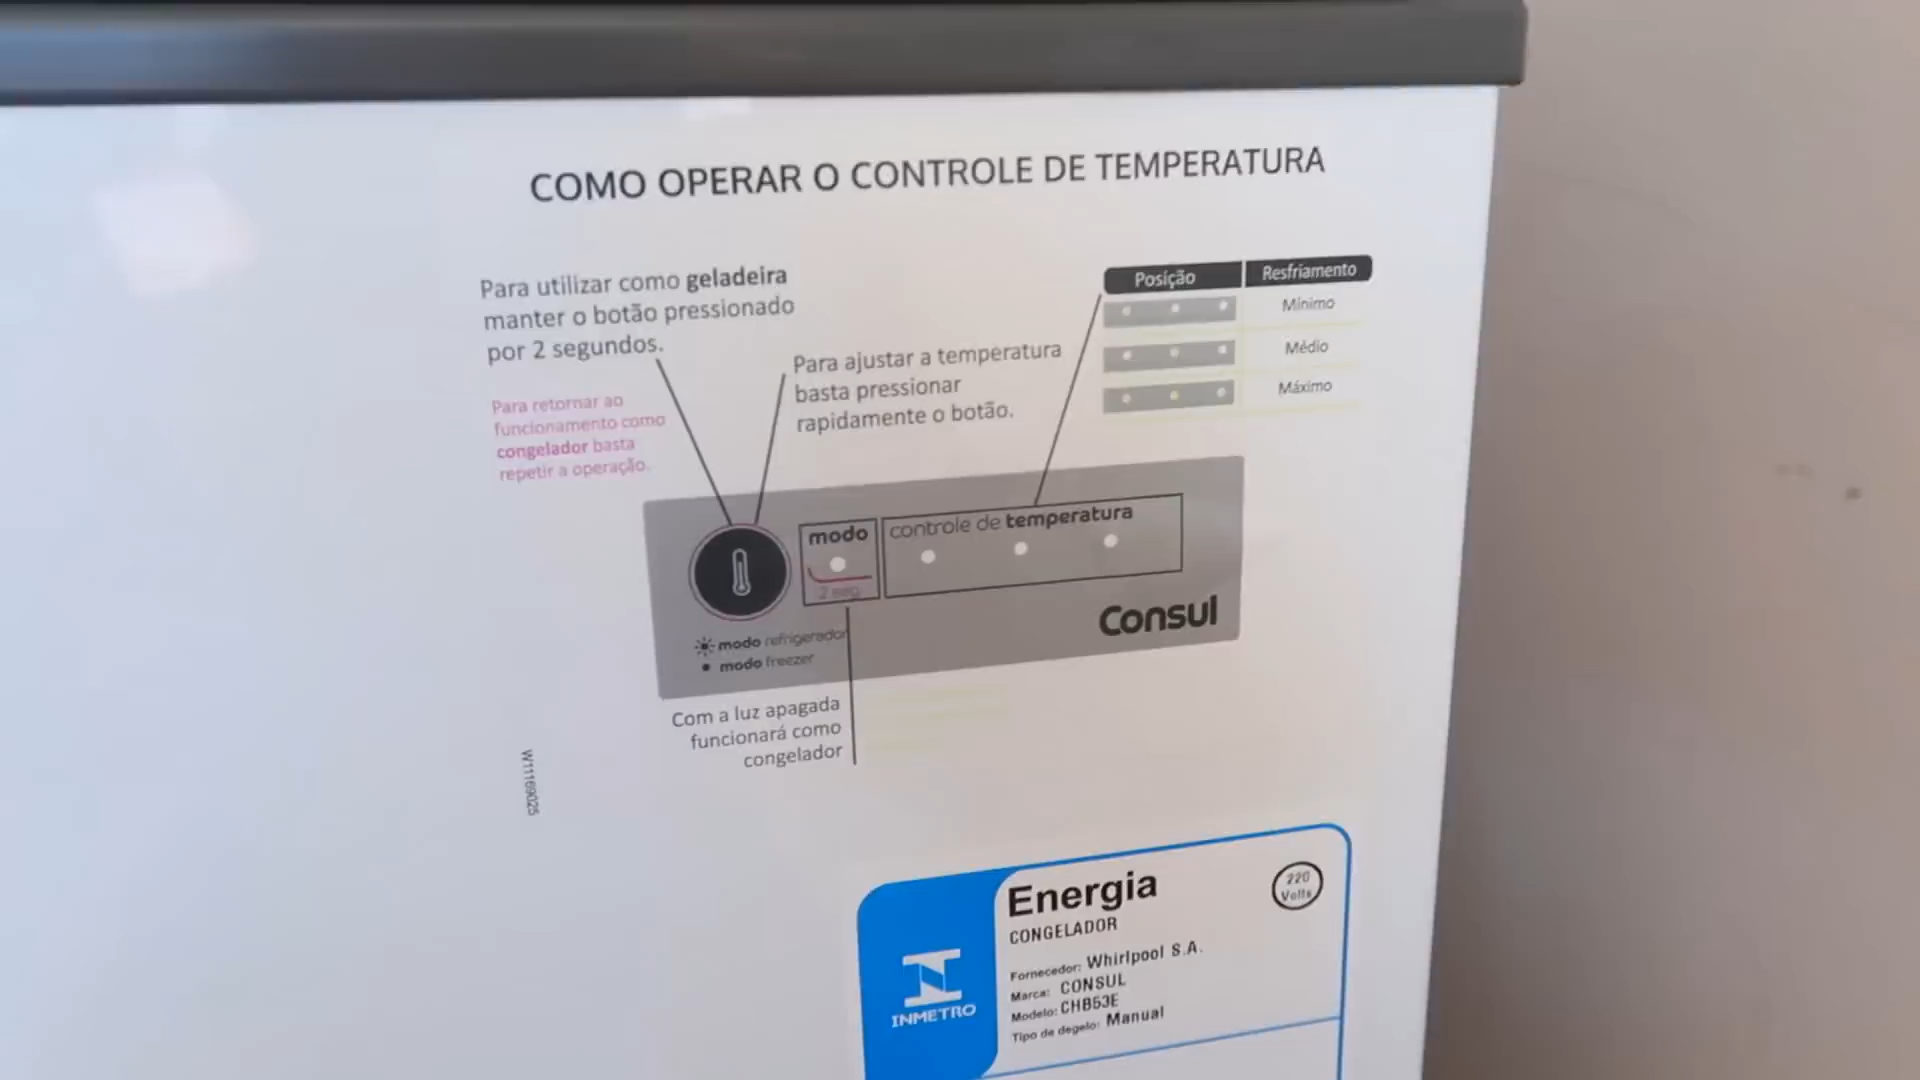 COMO OPERAR O CONTROLE DE TEMPERATURA
Para utilizar como geladeira
manter o botão pressionado
por 2 segundos.
Para retornar ao
funcionamento como
congelador basta
repetir a operação.
Para ajustar a temperatura
basta pressionar
rapidamente o botão.
Posição Resfriamento
Mínimo
Médio
Máximo
modo
2 seg
controle de temperatura
Consul
modo refrigerador
modo freezer
Com a luz apagada
funcionará como
congelador
W11169025
Energia
220
Volts
CONGELADOR
Fornecedor: Whirlpool S.A.
Marca: CONSUL
Modelo: CHB53E
Tipo de degelo: Manual
INMETRO